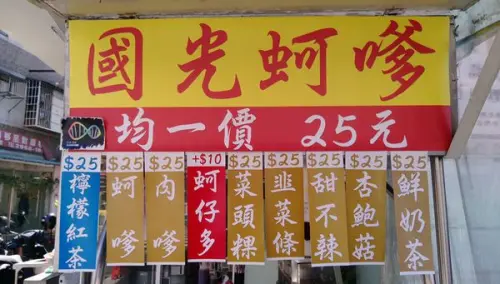 國光蚵嗲
均一價 25元
$25 檸檬紅茶
$25 蚵嗲
$25 肉嗲
+$10 蚵仔多
$25 菜頭粿
$25 韭菜條
$25 甜不辣
$25 杏鮑菇
$25 鮮奶茶